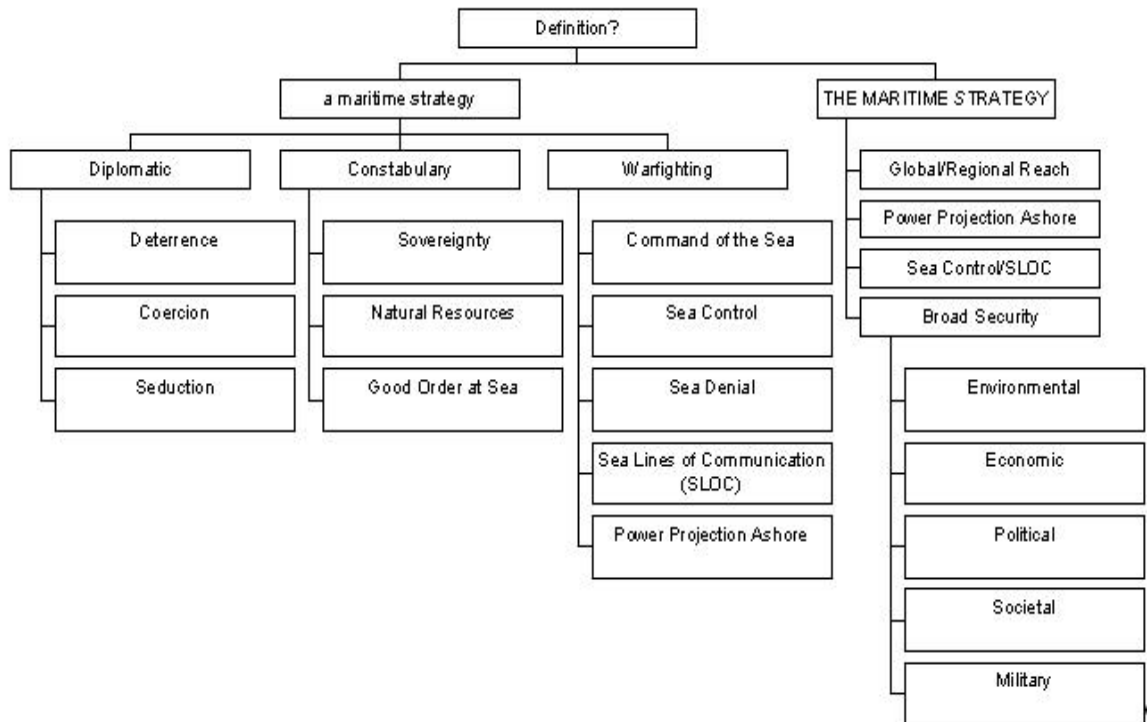 Definition?
a maritime strategy
THE MARITIME STRATEGY
Diplomatic
Constabulary
Warfighting
Deterrence
Coercion
Seduction
Sovereignty
Natural Resources
Good Order at Sea
Command of the Sea
Sea Control
Sea Denial
Sea Lines of Communication
(SLOC)
Power Projection Ashore
Global/Regional Reach
Power Projection Ashore
Sea Control/SLOC
Broad Security
Environmental
Economic
Political
Societal
Military